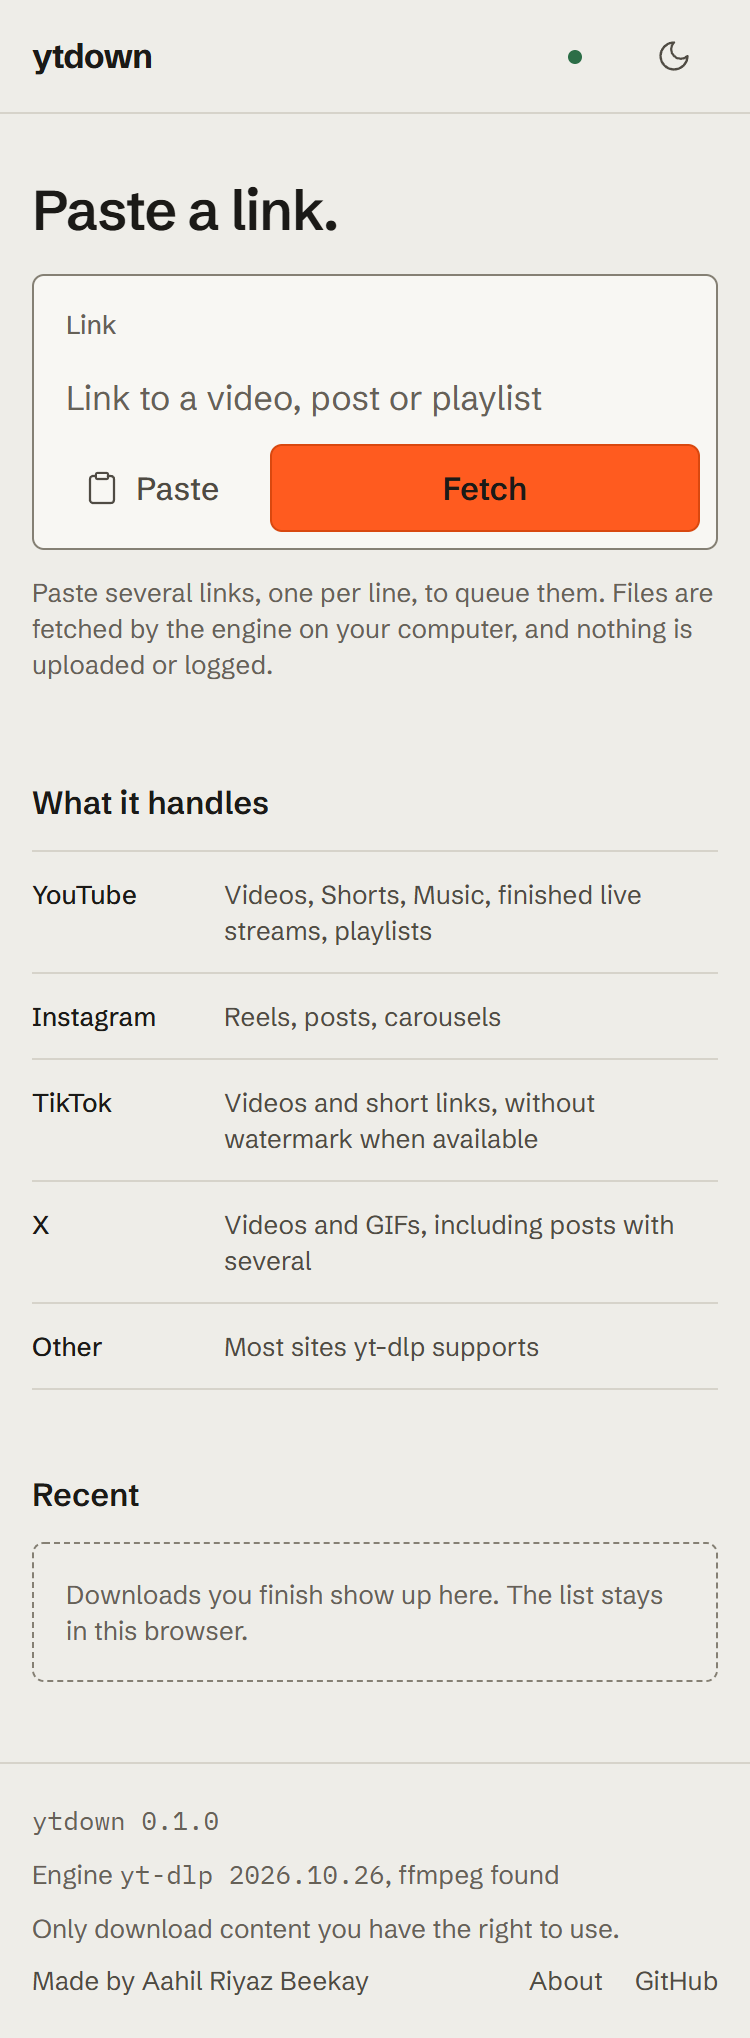 ytdown
Paste a link.
Link
Link to a video, post or playlist
Paste
Fetch
Paste several links, one per line, to queue them. Files are
fetched by the engine on your computer, and nothing is
uploaded or logged.
What it handles
YouTube
Videos, Shorts, Music, finished live
streams, playlists
Instagram
Reels, posts, carousels
TikTok
Videos and short links, without
watermark when available
X
Videos and GIFs, including posts with
several
Other
Most sites yt-dlp supports
Recent
Downloads you finish show up here. The list stays
in this browser.
ytdown 0.1.0
Engine yt-dlp 2026.10.26, ffmpeg found
Only download content you have the right to use.
Made by Aahil Riyaz Beekay
About
GitHub